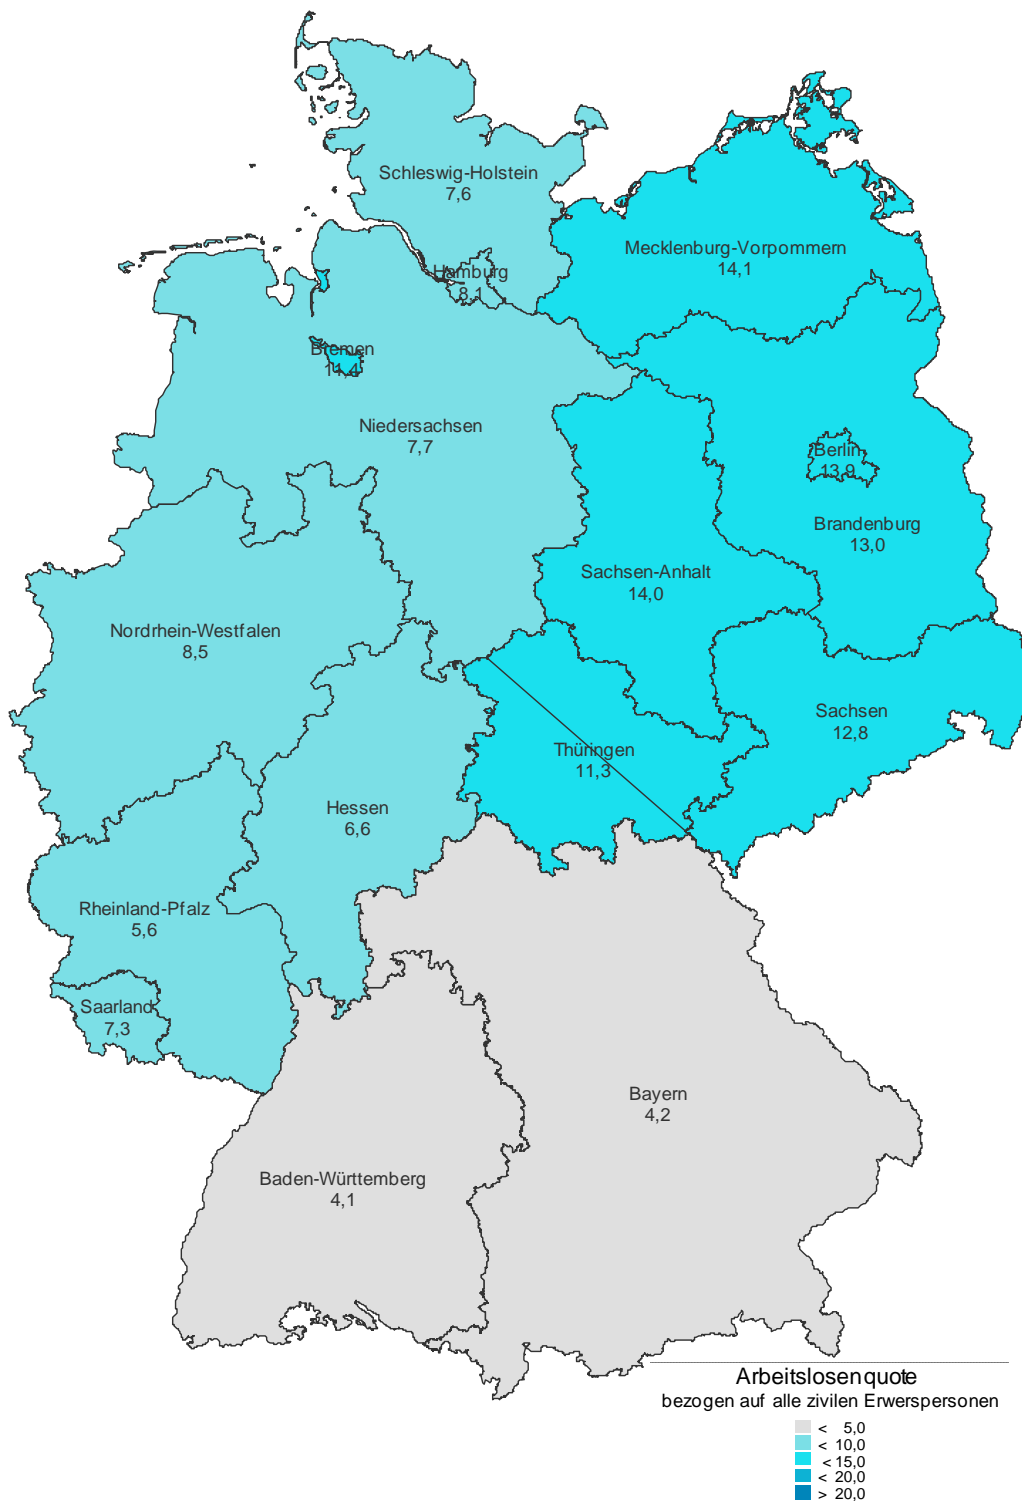 Schleswig-Holstein
7,6
Mecklenburg-Vorpommern
14,1
Hamburg
8,
Bremen
11,4
Niedersachsen
7,7
Berlin
13,9
Brandenburg
13,0
Sachsen-Anhalt
14,0
Nordrhein-Westfalen
8,5
Sachsen
12,8
Thüringen
11,3
Hessen
6,6
Rheinland-Pfalz
5,6
Saarland
7,3
Bayern
4,2
Baden-Württemberg
4,1
Arbeitslosenquote
bezogen auf alle zivilen Erwerspersonen
< 5,0
< 10,0
< 15,0
< 20,0
> 20,0